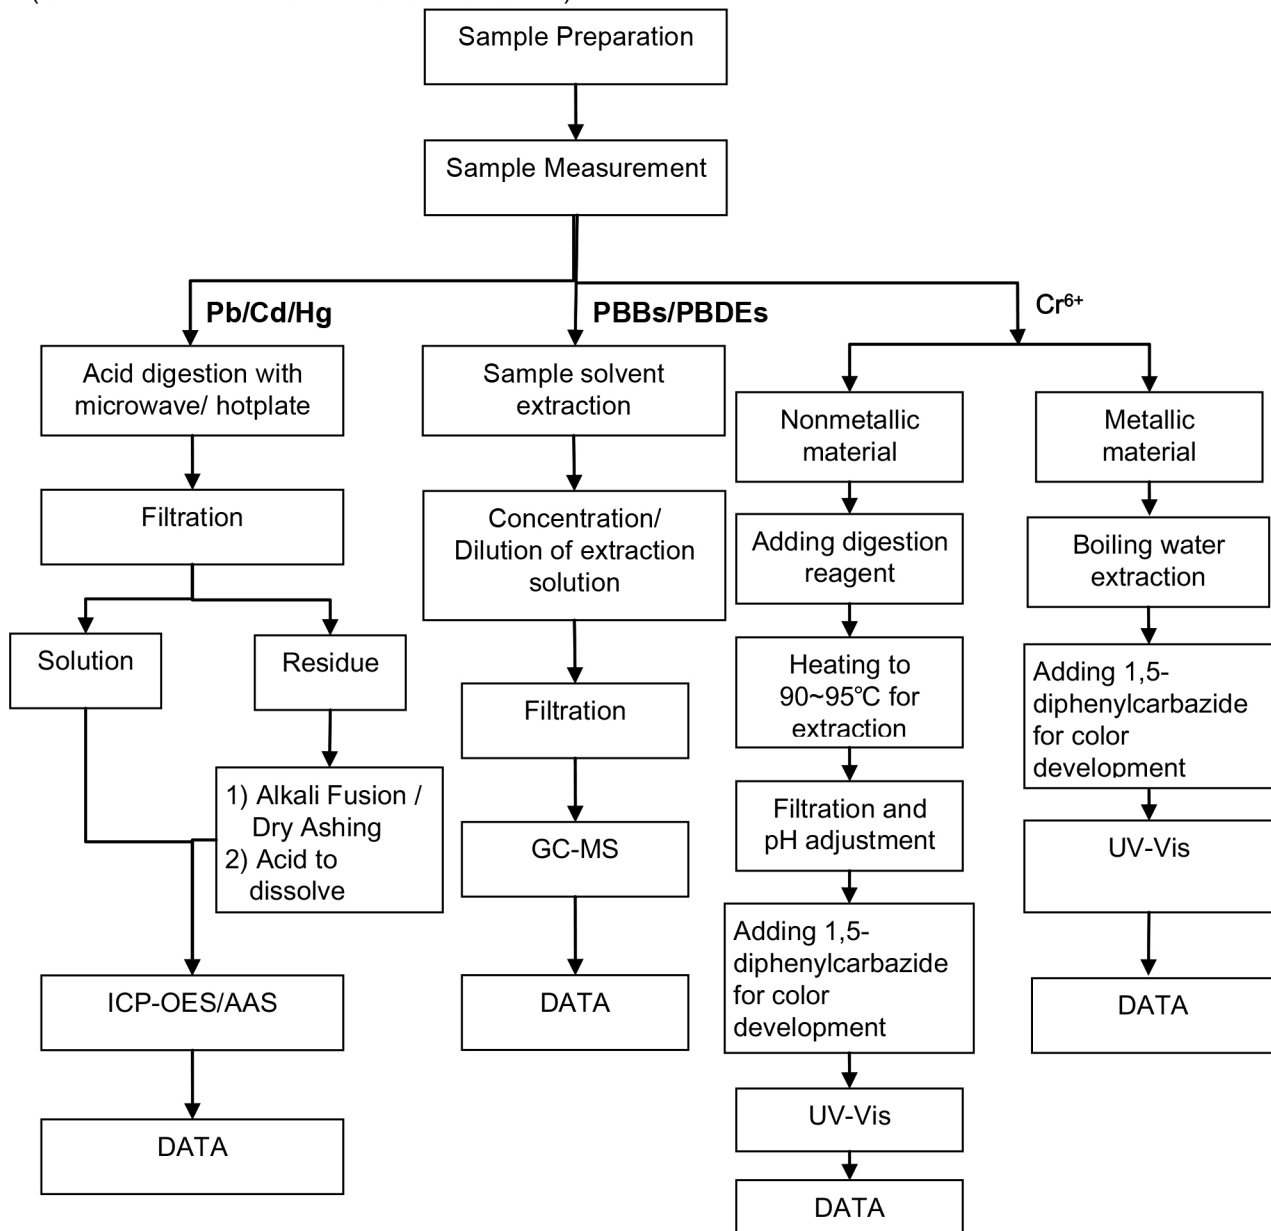 Sample Preparation
Sample Measurement
Pb/Cd/Hg
PBBs/PBDEs
Cr⁶⁺
Acid digestion with
microwave/ hotplate
Filtration
Solution
Residue
1) Alkali Fusion /
Dry Ashing
2) Acid to
dissolve
ICP-OES/AAS
DATA
Sample solvent
extraction
Concentration/
Dilution of extraction
solution
Filtration
GC-MS
DATA
Nonmetallic
material
Adding digestion
reagent
Heating to
90~95℃ for
extraction
Filtration and
pH adjustment
Adding 1,5-
diphenylcarbazide
for color
development
UV-Vis
DATA
Metallic
material
Boiling water
extraction
Adding 1,5-
diphenylcarbazide
for color
development
UV-Vis
DATA